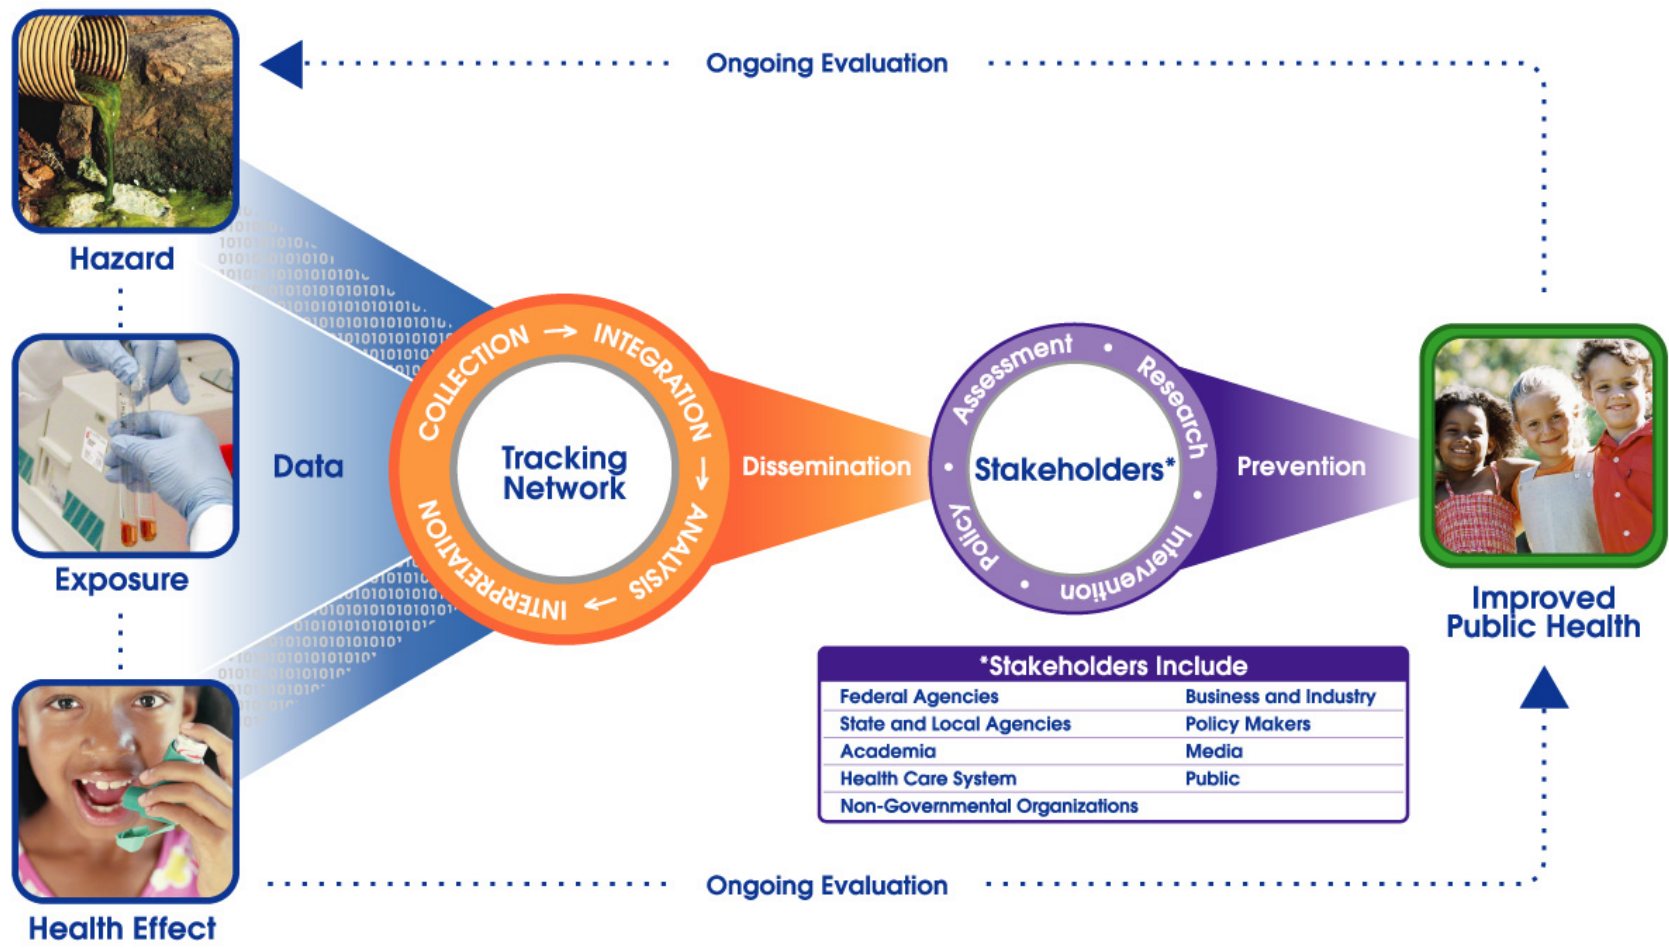 Ongoing Evaluation
Hazard
Exposure
Health Effect
Data
COLLECTION → INTEGRATION → ANALYSIS → INTERPRETATION
Tracking
Network
Dissemination
Assessment • Research • Intervention • Policy •
Stakeholders*
Prevention
Improved
Public Health
*Stakeholders Include
Federal Agencies
Business and Industry
State and Local Agencies
Policy Makers
Academia
Media
Health Care System
Public
Non-Governmental Organizations
Ongoing Evaluation